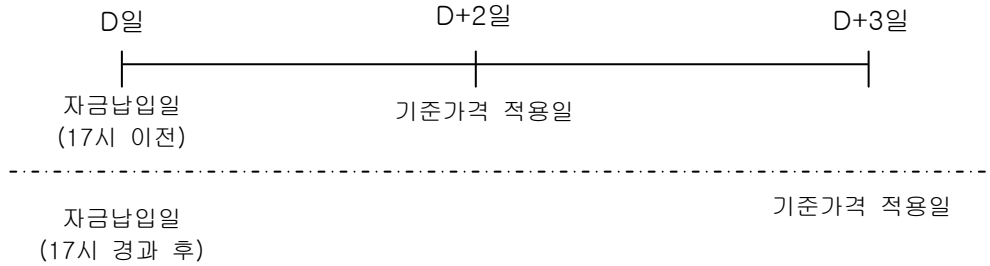 D일
D+2일
D+3일
자금납입일
(17시 이전)
기준가격 적용일
자금납입일
(17시 경과 후)
기준가격 적용일